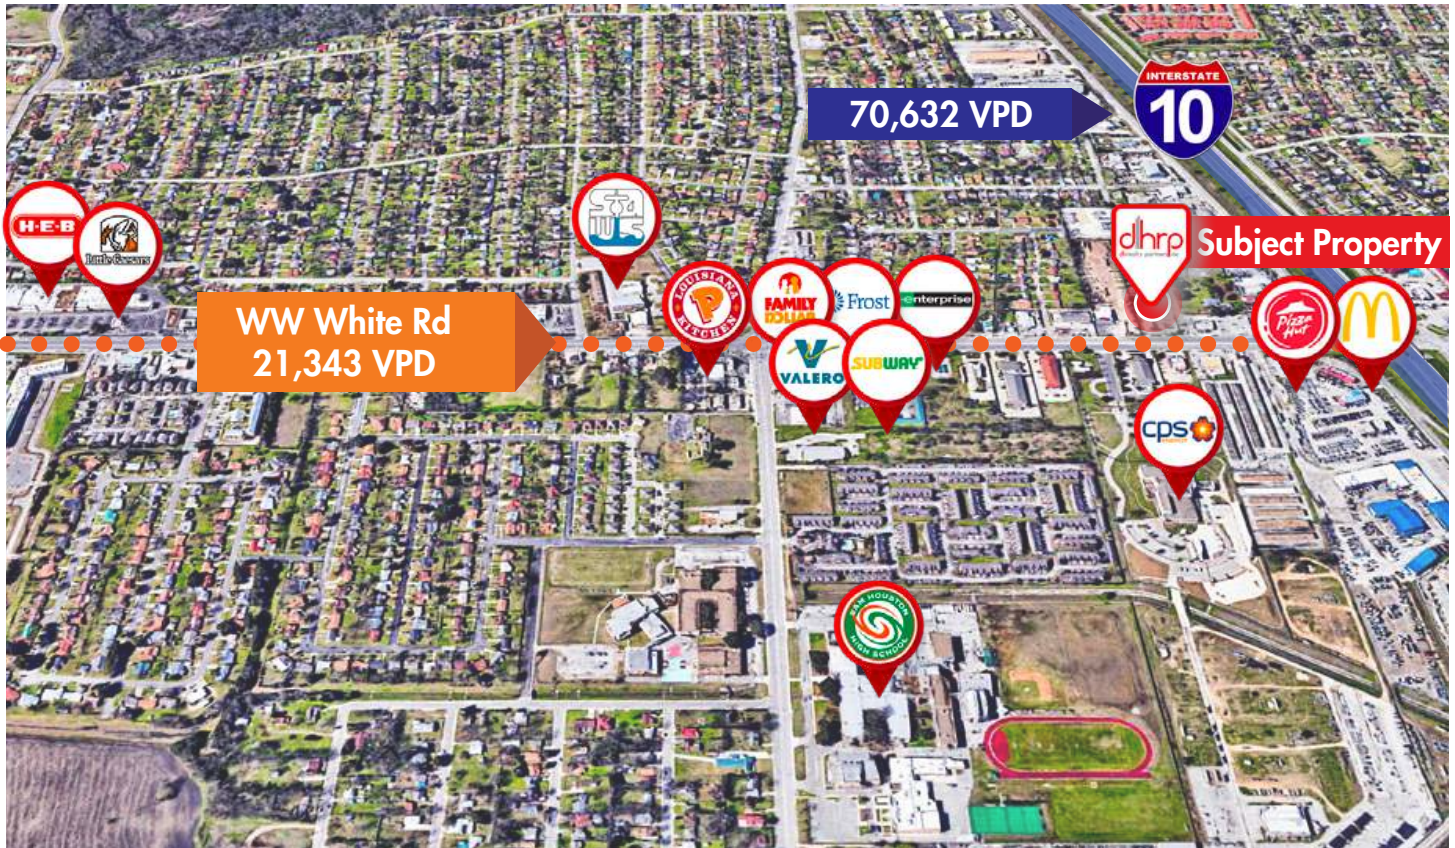 INTERSTATE
10
70,632 VPD
H-E-B
Little Caesars
SAWS
dhrp
Subject Property
LOUISIANA
KITCHEN
FAMILY
DOLLAR
Frost
enterprise
WW White Rd
21,343 VPD
VALERO
SUBWAY
Pizza
Hut
cps
SAM HOUSTON
HIGH SCHOOL